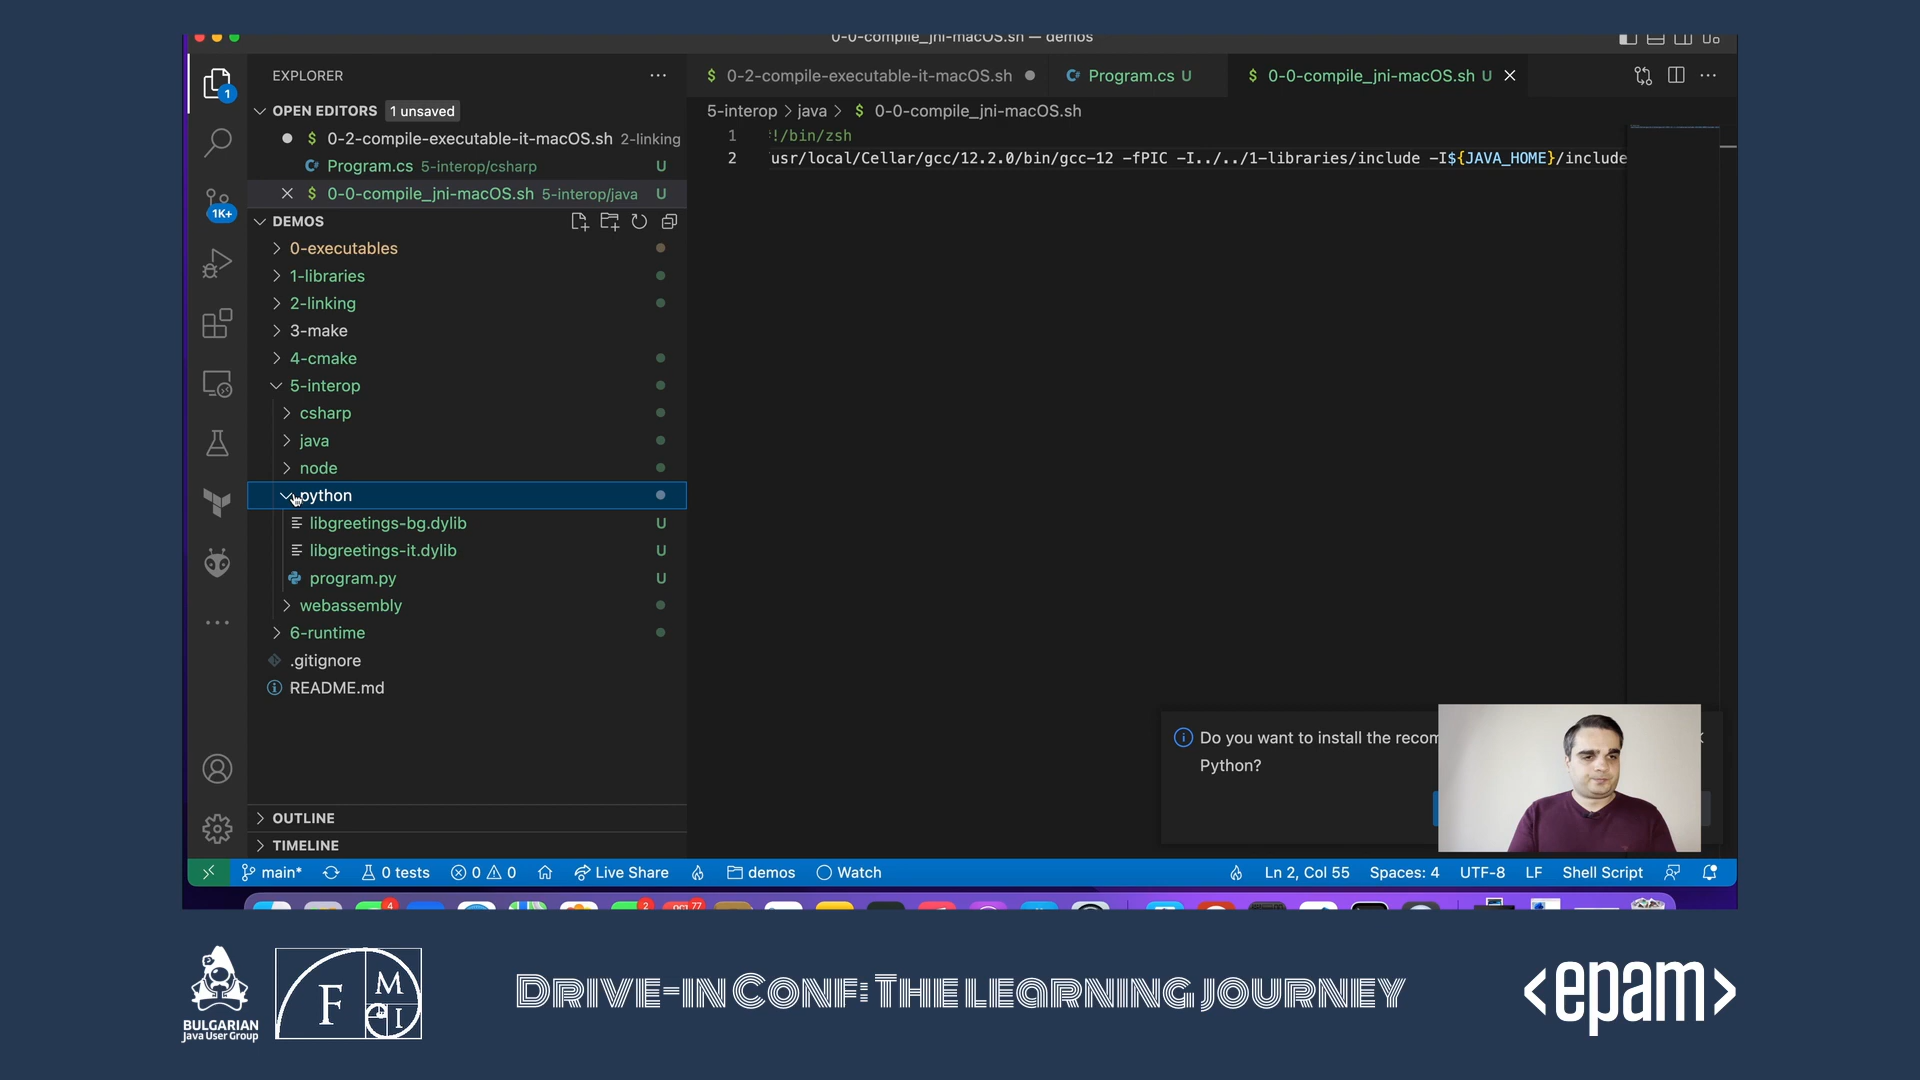 0-0-compile_jni-macOS.sh — demos
EXPLORER
OPEN EDITORS 1 unsaved
0-2-compile-executable-it-macOS.sh 2-linking
Program.cs 5-interop/csharp U
0-0-compile_jni-macOS.sh 5-interop/java U
DEMOS
0-executables
1-libraries
2-linking
3-make
4-cmake
5-interop
csharp
java
node
python
libgreetings-bg.dylib U
libgreetings-it.dylib U
program.py U
webassembly
6-runtime
.gitignore
README.md
OUTLINE
TIMELINE
1
1K+
$ 0-2-compile-executable-it-macOS.sh
Program.cs U
$ 0-0-compile_jni-macOS.sh U
5-interop > java > $ 0-0-compile_jni-macOS.sh
1 !/bin/zsh
2 usr/local/Cellar/gcc/12.2.0/bin/gcc-12 -fPIC -I../../1-libraries/include -I${JAVA_HOME}/include
Do you want to install the recom
Python?
main* 0 tests 0 0 Live Share demos Watch
Ln 2, Col 55 Spaces: 4 UTF-8 LF Shell Script
4
2
77
BULGARIAN
Java User Group
F M I
DRIVE-IN CONF: THE LEARNING JOURNEY
<epam>